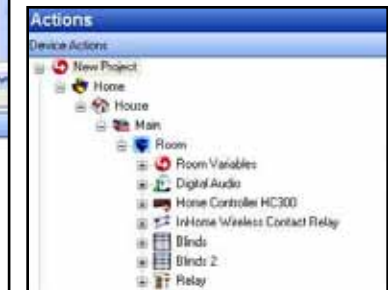 Actions
Device Actions
New Project
Home
House
Main
Room
Room Variables
Digital Audio
Home Controller HC300
InHome Wireless Contact Relay
Blinds
Blinds 2
Relay